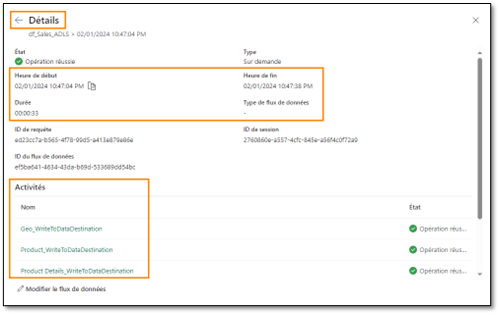 Détails
df_Sales_ADLS • 02/01/2024 10:47:04 PM
État
Opération réussie
Type
Sur demande
Heure de début
02/01/2024 10:47:04 PM
Heure de fin
02/01/2024 10:47:38 PM
Durée
00:00:33
Type de flux de données
-
ID de requête
ed23cc7a-b565-4f78-99d5-a413e879e86e
ID de session
2760860e-a557-4cfc-845e-a56f4c0f72a9
ID du flux de données
ef5ba641-4634-43da-b69d-533689dd54bc
Activités
Nom
État
Geo_WriteToDataDestination
Opération réus...
Product_WriteToDataDestination
Opération réus...
Product Details_WriteToDataDestination
Opération réus...
Modifier le flux de données